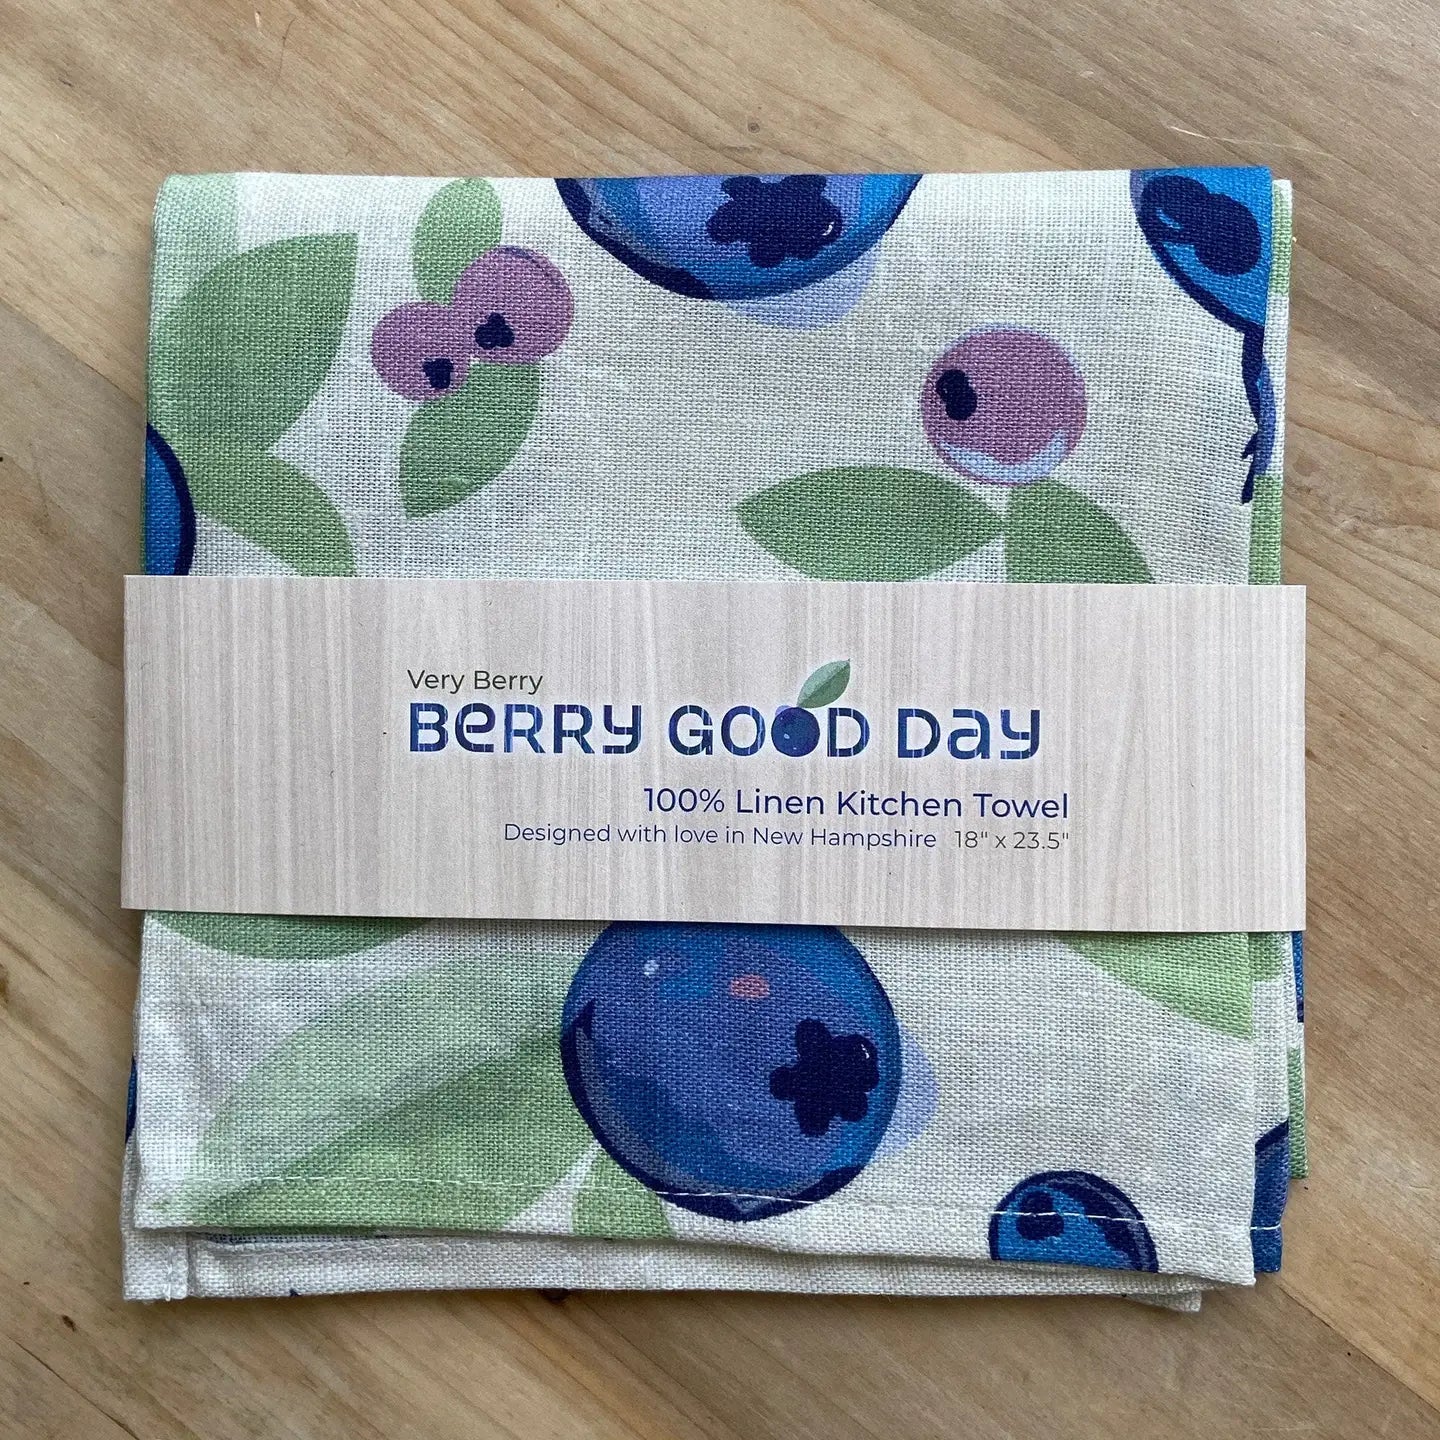 Very Berry
BeRRY GOOD Day
100% Linen Kitchen Towel
Designed with love in New Hampshire 18" x 23.5"